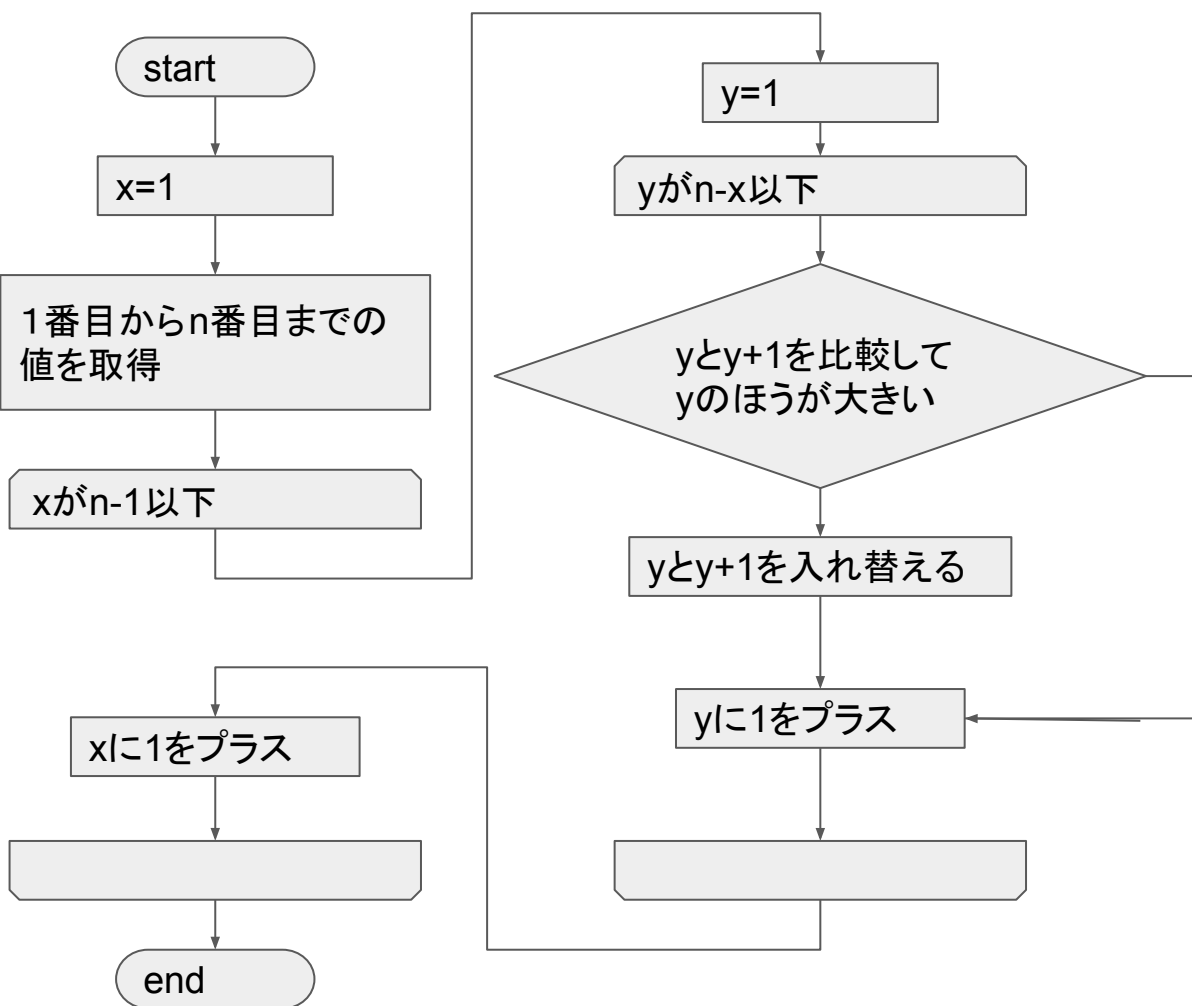 start
x=1
１番目からn番目までの
値を取得
xがn-1以下
y=1
yがn-x以下
yとy+1を比較して
yのほうが大きい
yとy+1を入れ替える
yに1をプラス
xに1をプラス
end